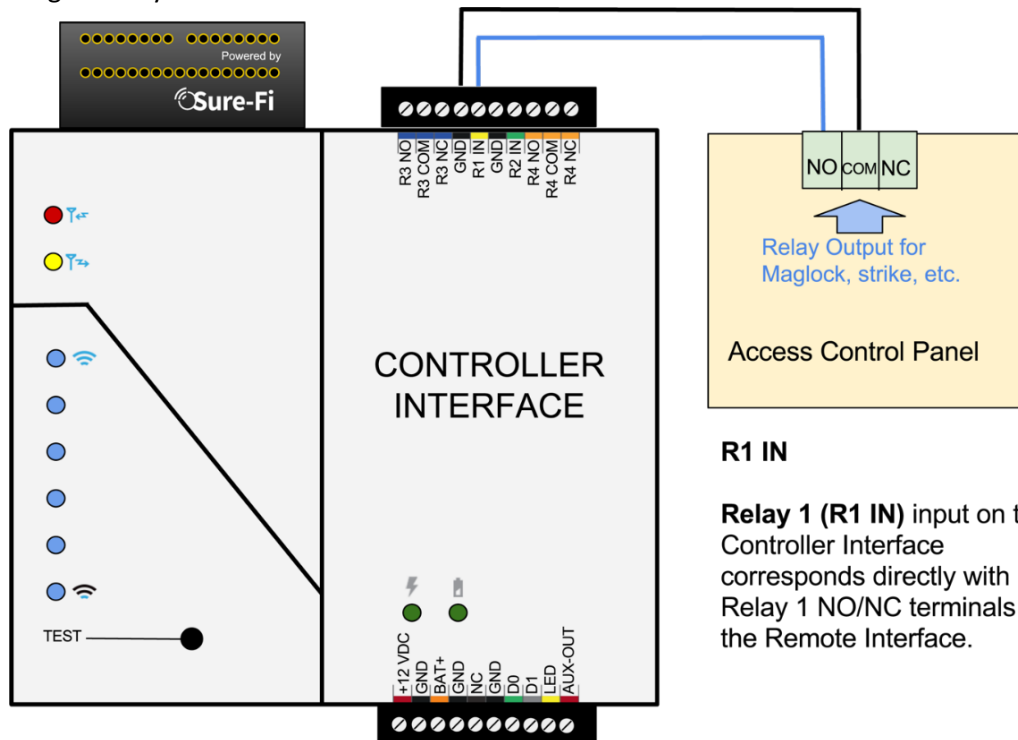 Powered by
Sure-Fi
R3 NO
R3 COM
R3 NC
GND
R1 IN
GND
R2 IN
R4 NO
R4 COM
R4 NC
NO COM NC
Relay Output for
Maglock, strike, etc.
Access Control Panel
CONTROLLER
INTERFACE
R1 IN
Relay 1 (R1 IN) input on
Controller Interface
corresponds directly with
Relay 1 NO/NC terminals
the Remote Interface.
TEST
+12 VDC
GND
BAT+
GND
NC
GND
D0
D1
LED
AUX-OUT